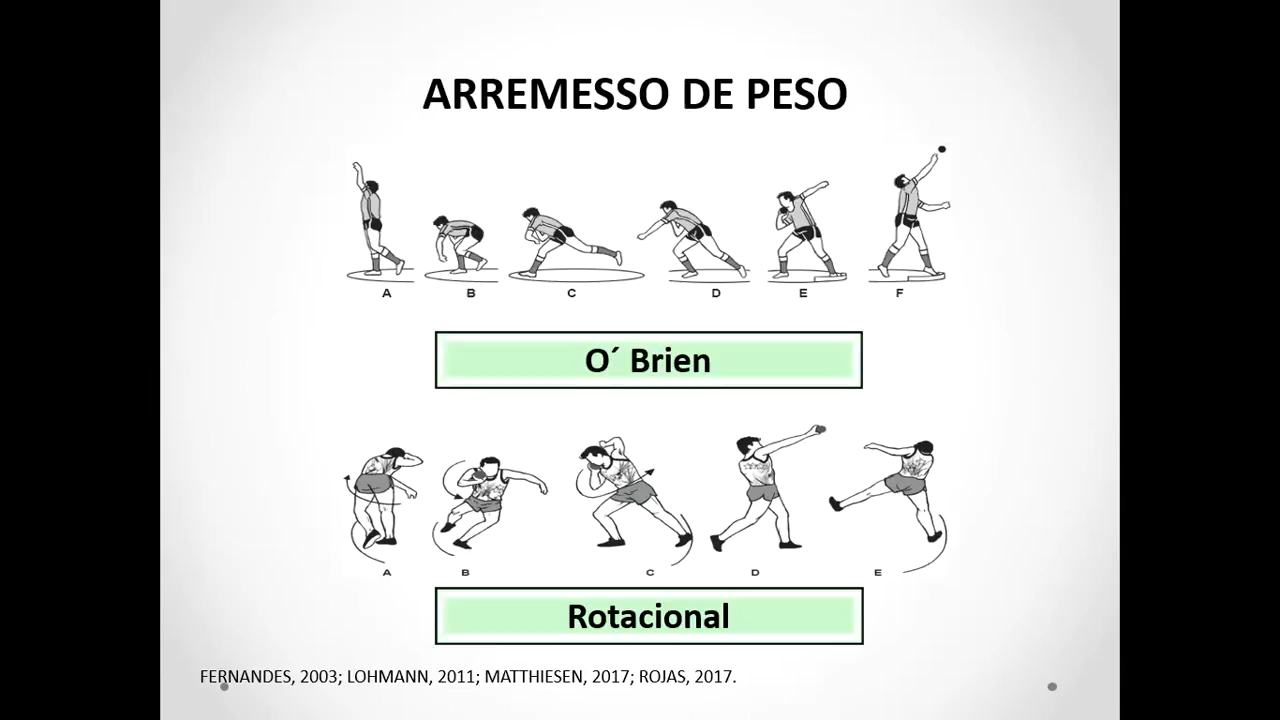 ARREMESSO DE PESO
A B C D E F
O´ Brien
A B C D E
Rotacional
FERNANDES, 2003; LOHMANN, 2011; MATTHIESEN, 2017; ROJAS, 2017.